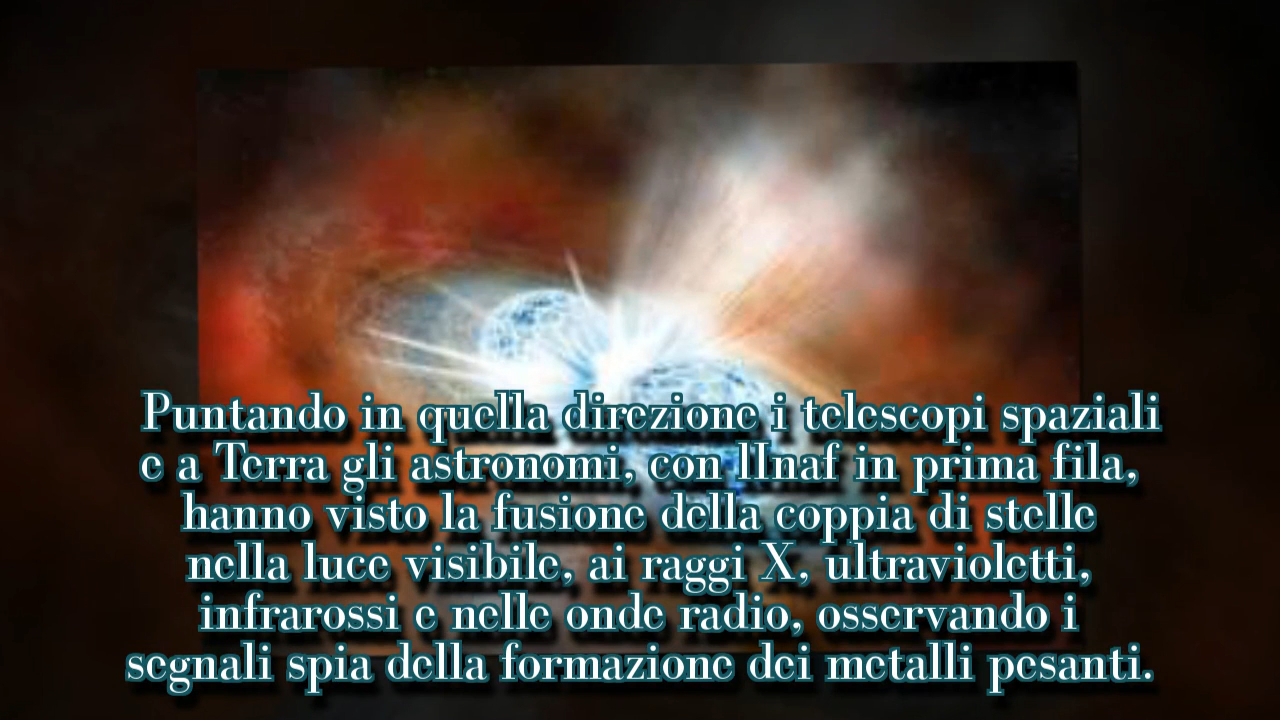 Puntando in quella direzione i telescopi spaziali
e a Terra gli astronomi, con lInaf in prima fila,
hanno visto la fusione della coppia di stelle
nella luce visibile, ai raggi X, ultravioletti,
infrarossi e nelle onde radio, osservando i
segnali spia della formazione dei metalli pesanti.